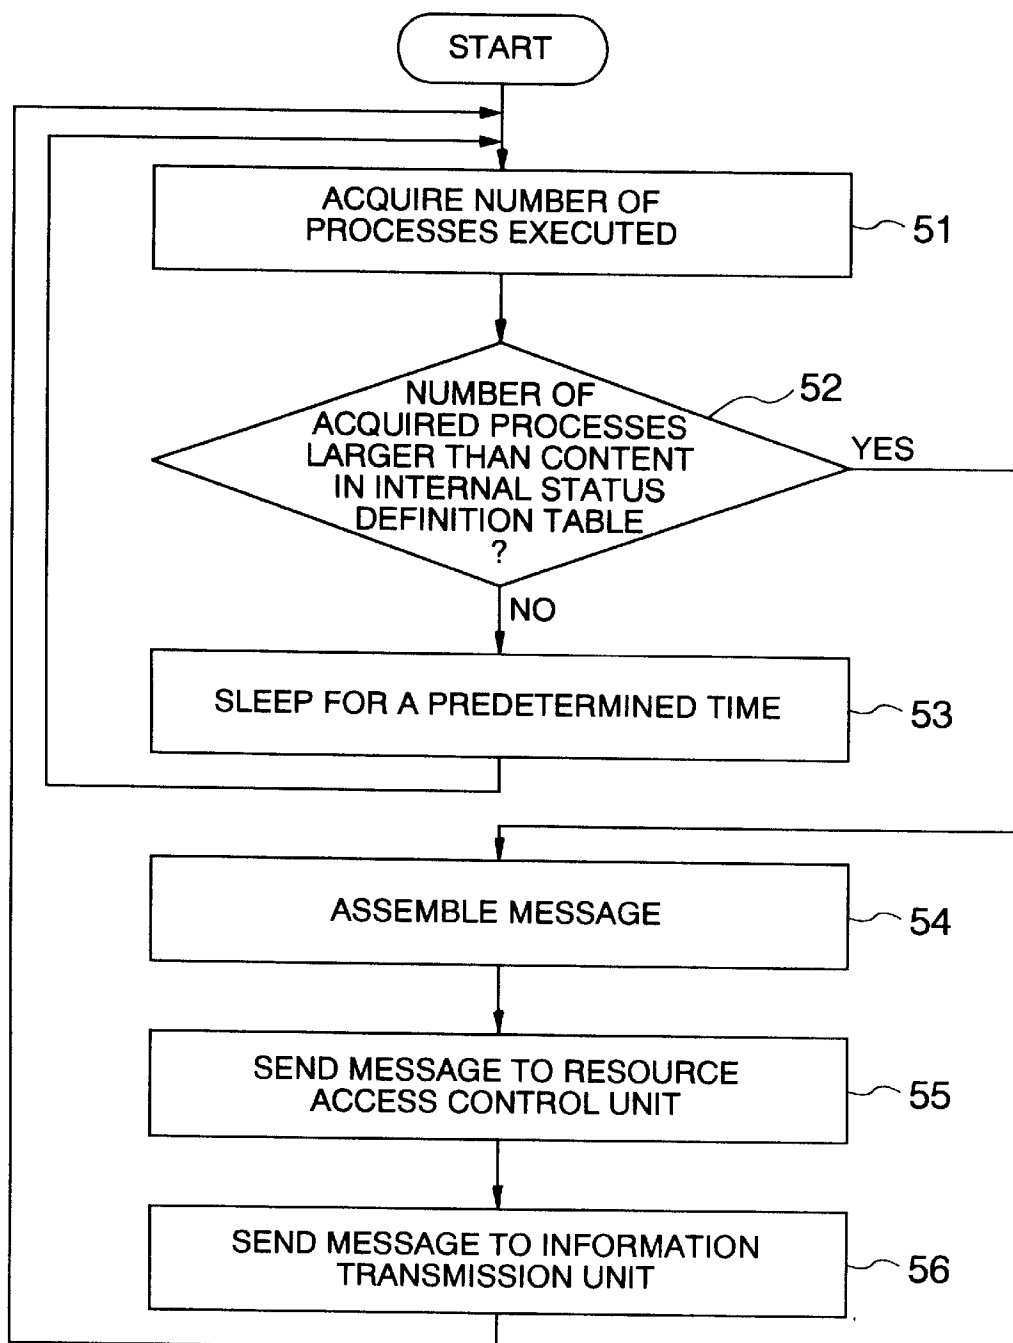 START
ACQUIRE NUMBER OF
PROCESSES EXECUTED
51
NUMBER OF
ACQUIRED PROCESSES
LARGER THAN CONTENT
IN INTERNAL STATUS
DEFINITION TABLE
?
52
YES
NO
SLEEP FOR A PREDETERMINED TIME
53
ASSEMBLE MESSAGE
54
SEND MESSAGE TO RESOURCE
ACCESS CONTROL UNIT
55
SEND MESSAGE TO INFORMATION
TRANSMISSION UNIT
56